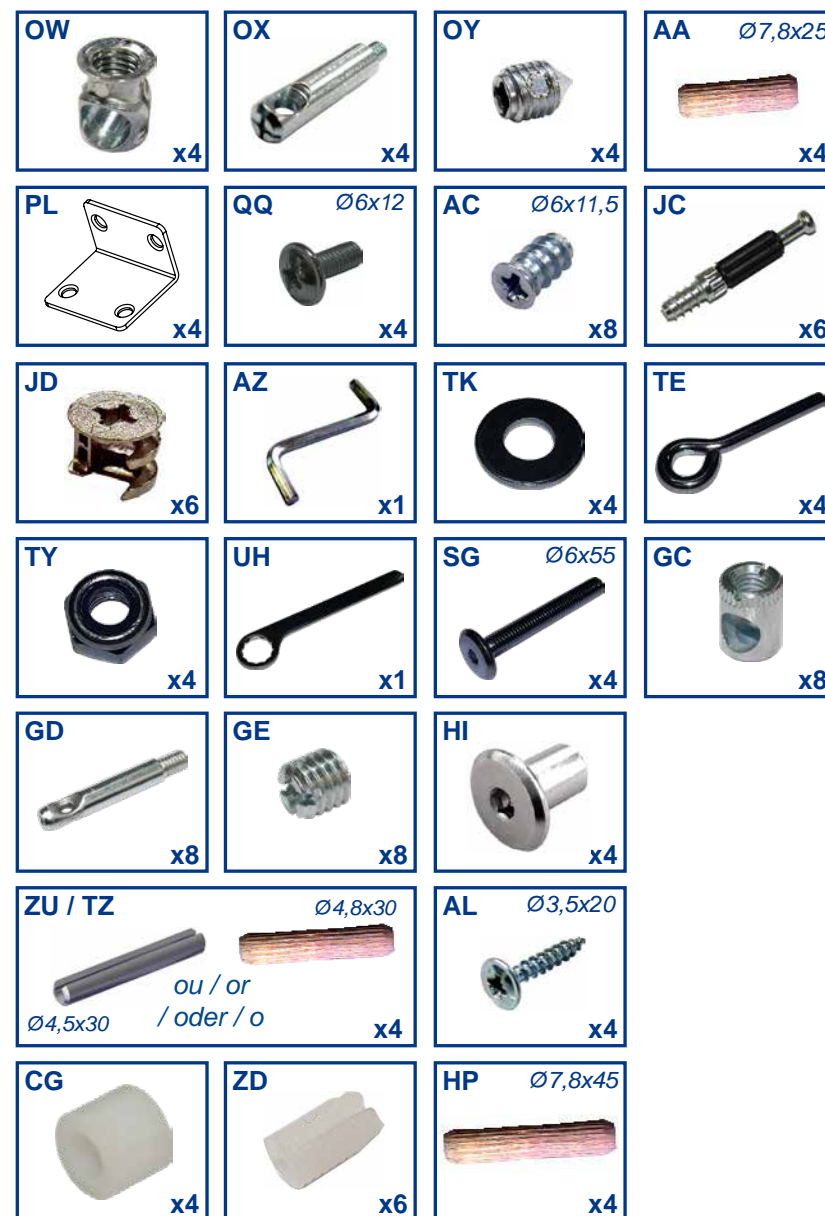 OW
x4
OX
x4
OY
x4
AA Ø7,8x25
x4
PL
x4
QQ Ø6x12
x4
AC Ø6x11,5
x8
JC
x6
JD
x6
AZ
x1
TK
x4
TE
x4
TY
x4
UH
x1
SG Ø6x55
x4
GC
x8
GD
x8
GE
x8
HI
x4
ZU / TZ Ø4,8x30
ou / or
Ø4,5x30 / oder / o
x4
AL Ø3,5x20
x4
CG
x4
ZD
x6
HP Ø7,8x45
x4